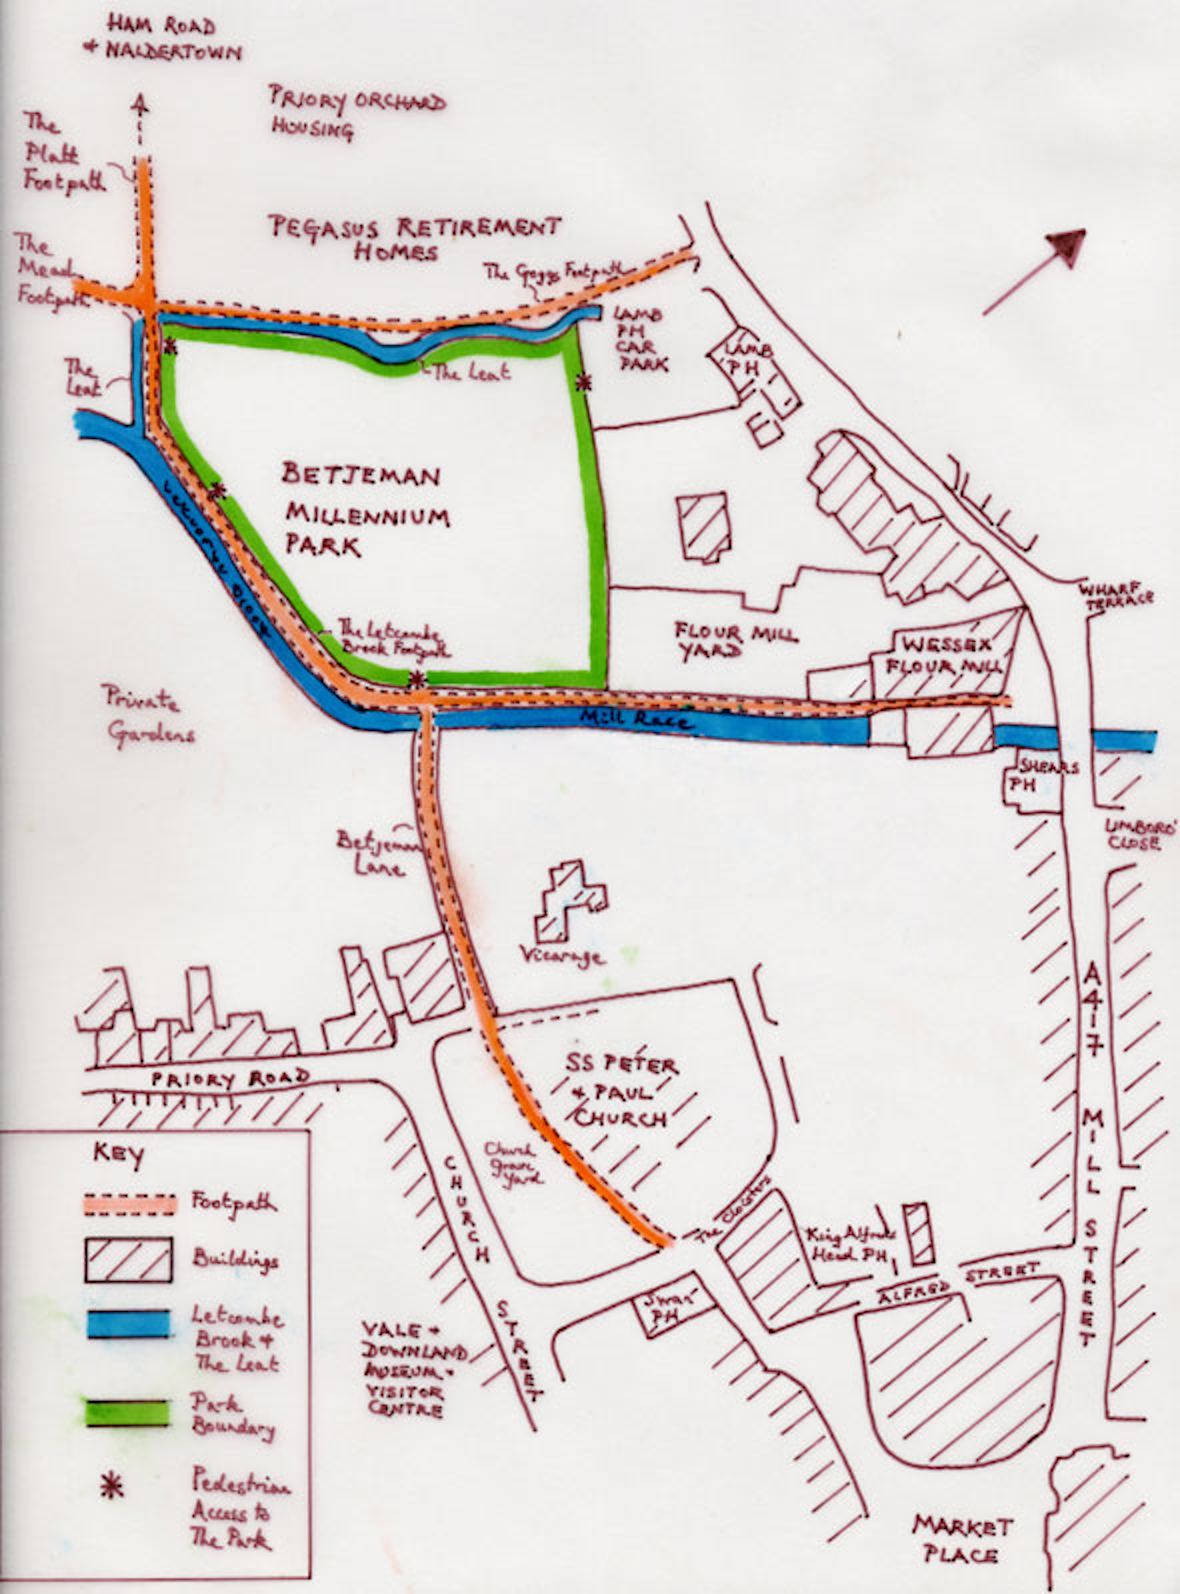 HAM ROAD
+ NALDERTOWN
PRIORY ORCHARD
HOUSING
The
Platt
Footpath
PEGASUS RETIREMENT
HOMES
The
Mead
Footpath
The Goggs Footpath
LAMB
PH
CAR
PARK
LAMB
PH
The
Leat
The Leat
BETJEMAN
MILLENNIUM
PARK
LETCOMBE BROOK
WHARF
TERRACE
The Letcombe
Brook Footpath
FLOUR MILL
YARD
WESSEX
FLOUR MILL
Private
Gardens
Mill Race
SHEARS
PH
LIMBORO'
CLOSE
Betjeman
Lane
Vicarage
A417 MILL STREET
SS PETER
+ PAUL
CHURCH
PRIORY ROAD
Church
Grave
Yard
CHURCH STREET
The Cloisters
King Alfreds
Head PH
ALFRED STREET
Swan
PH
VALE +
DOWNLAND
MUSEUM +
VISITOR
CENTRE
MARKET
PLACE
KEY
Footpath
Buildings
Letcombe
Brook +
The Leat
Park
Boundary
Pedestrian
Access to
The Park